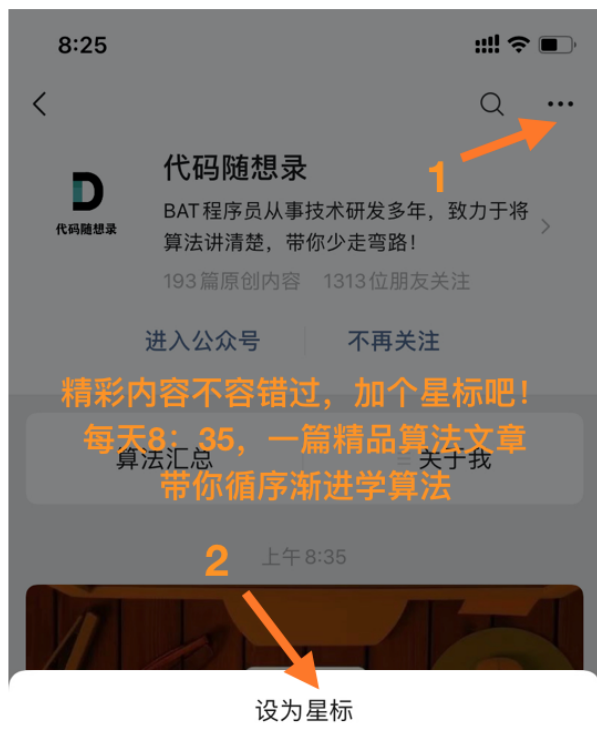 8:25
1
代码随想录
BAT程序员从事技术研发多年，致力于将
算法讲清楚，带你少走弯路！
代码随想录
193篇原创内容 1313位朋友关注
进入公众号 不再关注
精彩内容不容错过，加个星标吧！
每天8：35，一篇精品算法文章
算法汇总 关于我
带你循序渐进学算法
2
上午8:35
设为星标